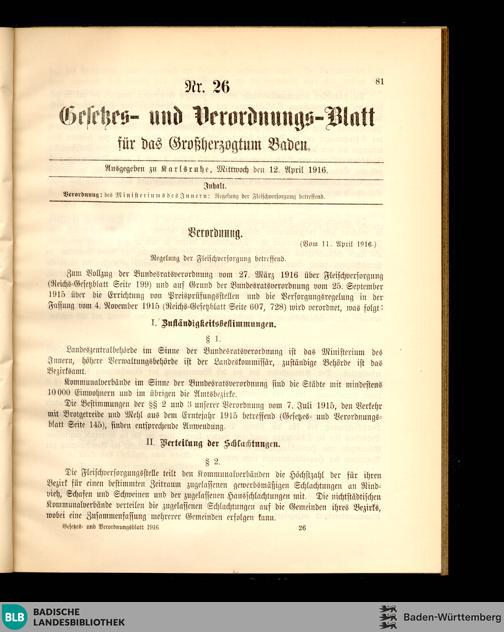 81
Nr. 26
Gesetzes- und Verordnungs-Blatt
für das Großherzogtum Baden.
Ausgegeben zu Karlsruhe, Mittwoch den 12. April 1916.
Inhalt.
Verordnung: des Ministeriums des Innern: Regelung der Fleischversorgung betreffend.
Verordnung.
(Vom 11. April 1916.)
Regelung der Fleischversorgung betreffend.
Zum Vollzug der Bundesratsverordnung vom 27. März 1916 über Fleischversorgung
(Reichs-Gesetzblatt Seite 199) und auf Grund der Bundesratsverordnung vom 25. September
1915 über die Errichtung von Preisprüfungsstellen und die Versorgungsregelung in der
Fassung vom 4. November 1915 (Reichs-Gesetzblatt Seite 607, 728) wird verordnet, was folgt:
I. Zuständigkeitsbestimmungen.
§ 1.
Landeszentralbehörde im Sinne der Bundesratsverordnung ist das Ministerium des
Innern, höhere Verwaltungsbehörde ist der Landeskommissär, zuständige Behörde ist das
Bezirksamt.
Kommunalverbände im Sinne der Bundesratsverordnung sind die Städte mit mindestens
10 000 Einwohnern und im übrigen die Amtsbezirke.
Die Bestimmungen der §§ 2 und 3 unserer Verordnung vom 7. Juli 1915, den Verkehr
mit Brotgetreide und Mehl aus dem Erntejahr 1915 betreffend (Gesetzes- und Verordnungs-
blatt Seite 145), finden entsprechende Anwendung.
II. Verteilung der Schlachtungen.
§ 2.
Die Fleischversorgungsstelle teilt den Kommunalverbänden die Höchstzahl der für ihren
Bezirk für einen bestimmten Zeitraum zugelassenen gewerbsmäßigen Schlachtungen an Rind-
vieh, Schafen und Schweinen und der zugelassenen Hausschlachtungen mit. Die nichtstädtischen
Kommunalverbände verteilen die zugelassenen Schlachtungen auf die Gemeinden ihres Bezirks,
wobei eine Zusammenfassung mehrerer Gemeinden erfolgen kann.
Gesetzes- und Verordnungsblatt 1916
26
BLB
BADISCHE
LANDESBIBLIOTHEK
Baden-Württemberg